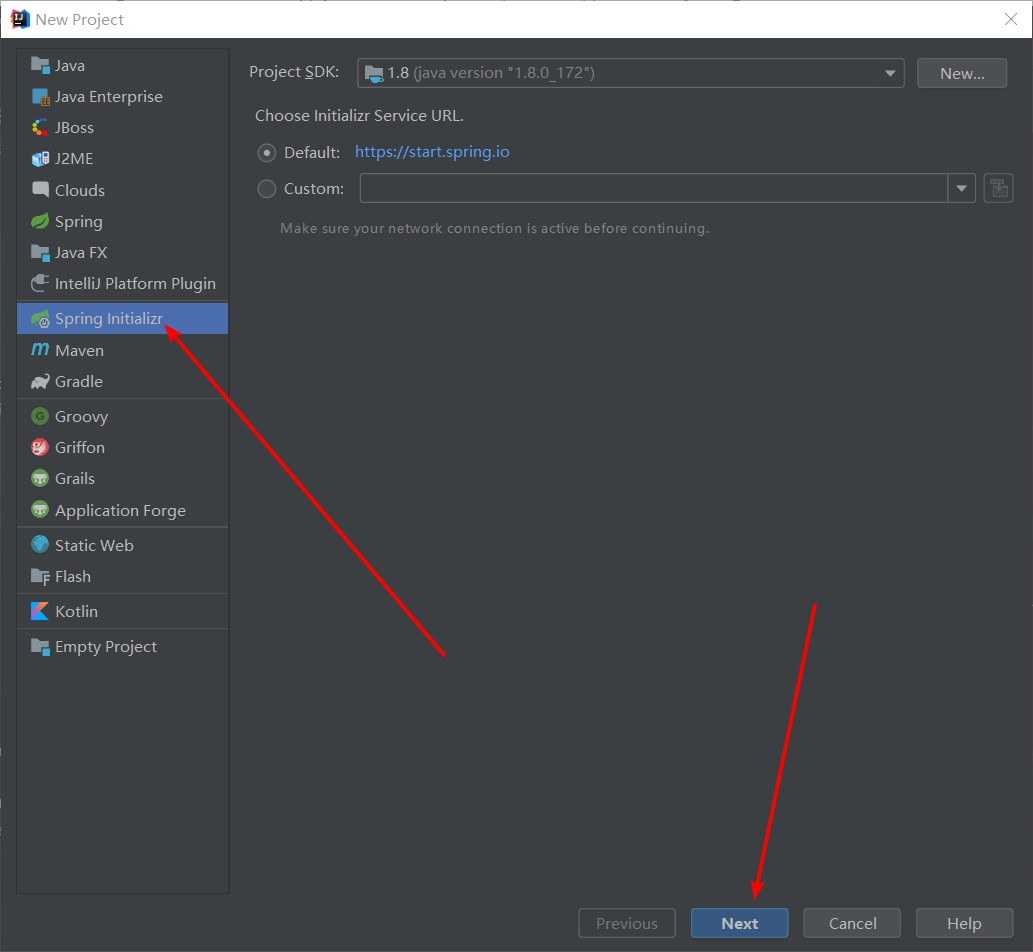 New Project
Java
Java Enterprise
JBoss
J2ME
Clouds
Spring
Java FX
IntelliJ Platform Plugin
Spring Initializr
Maven
Gradle
Groovy
Griffon
Grails
Application Forge
Static Web
Flash
Kotlin
Empty Project
Project SDK: 1.8 (java version "1.8.0_172") New...
Choose Initializr Service URL.
Default: https://start.spring.io
Custom:
Make sure your network connection is active before continuing.
Previous Next Cancel Help